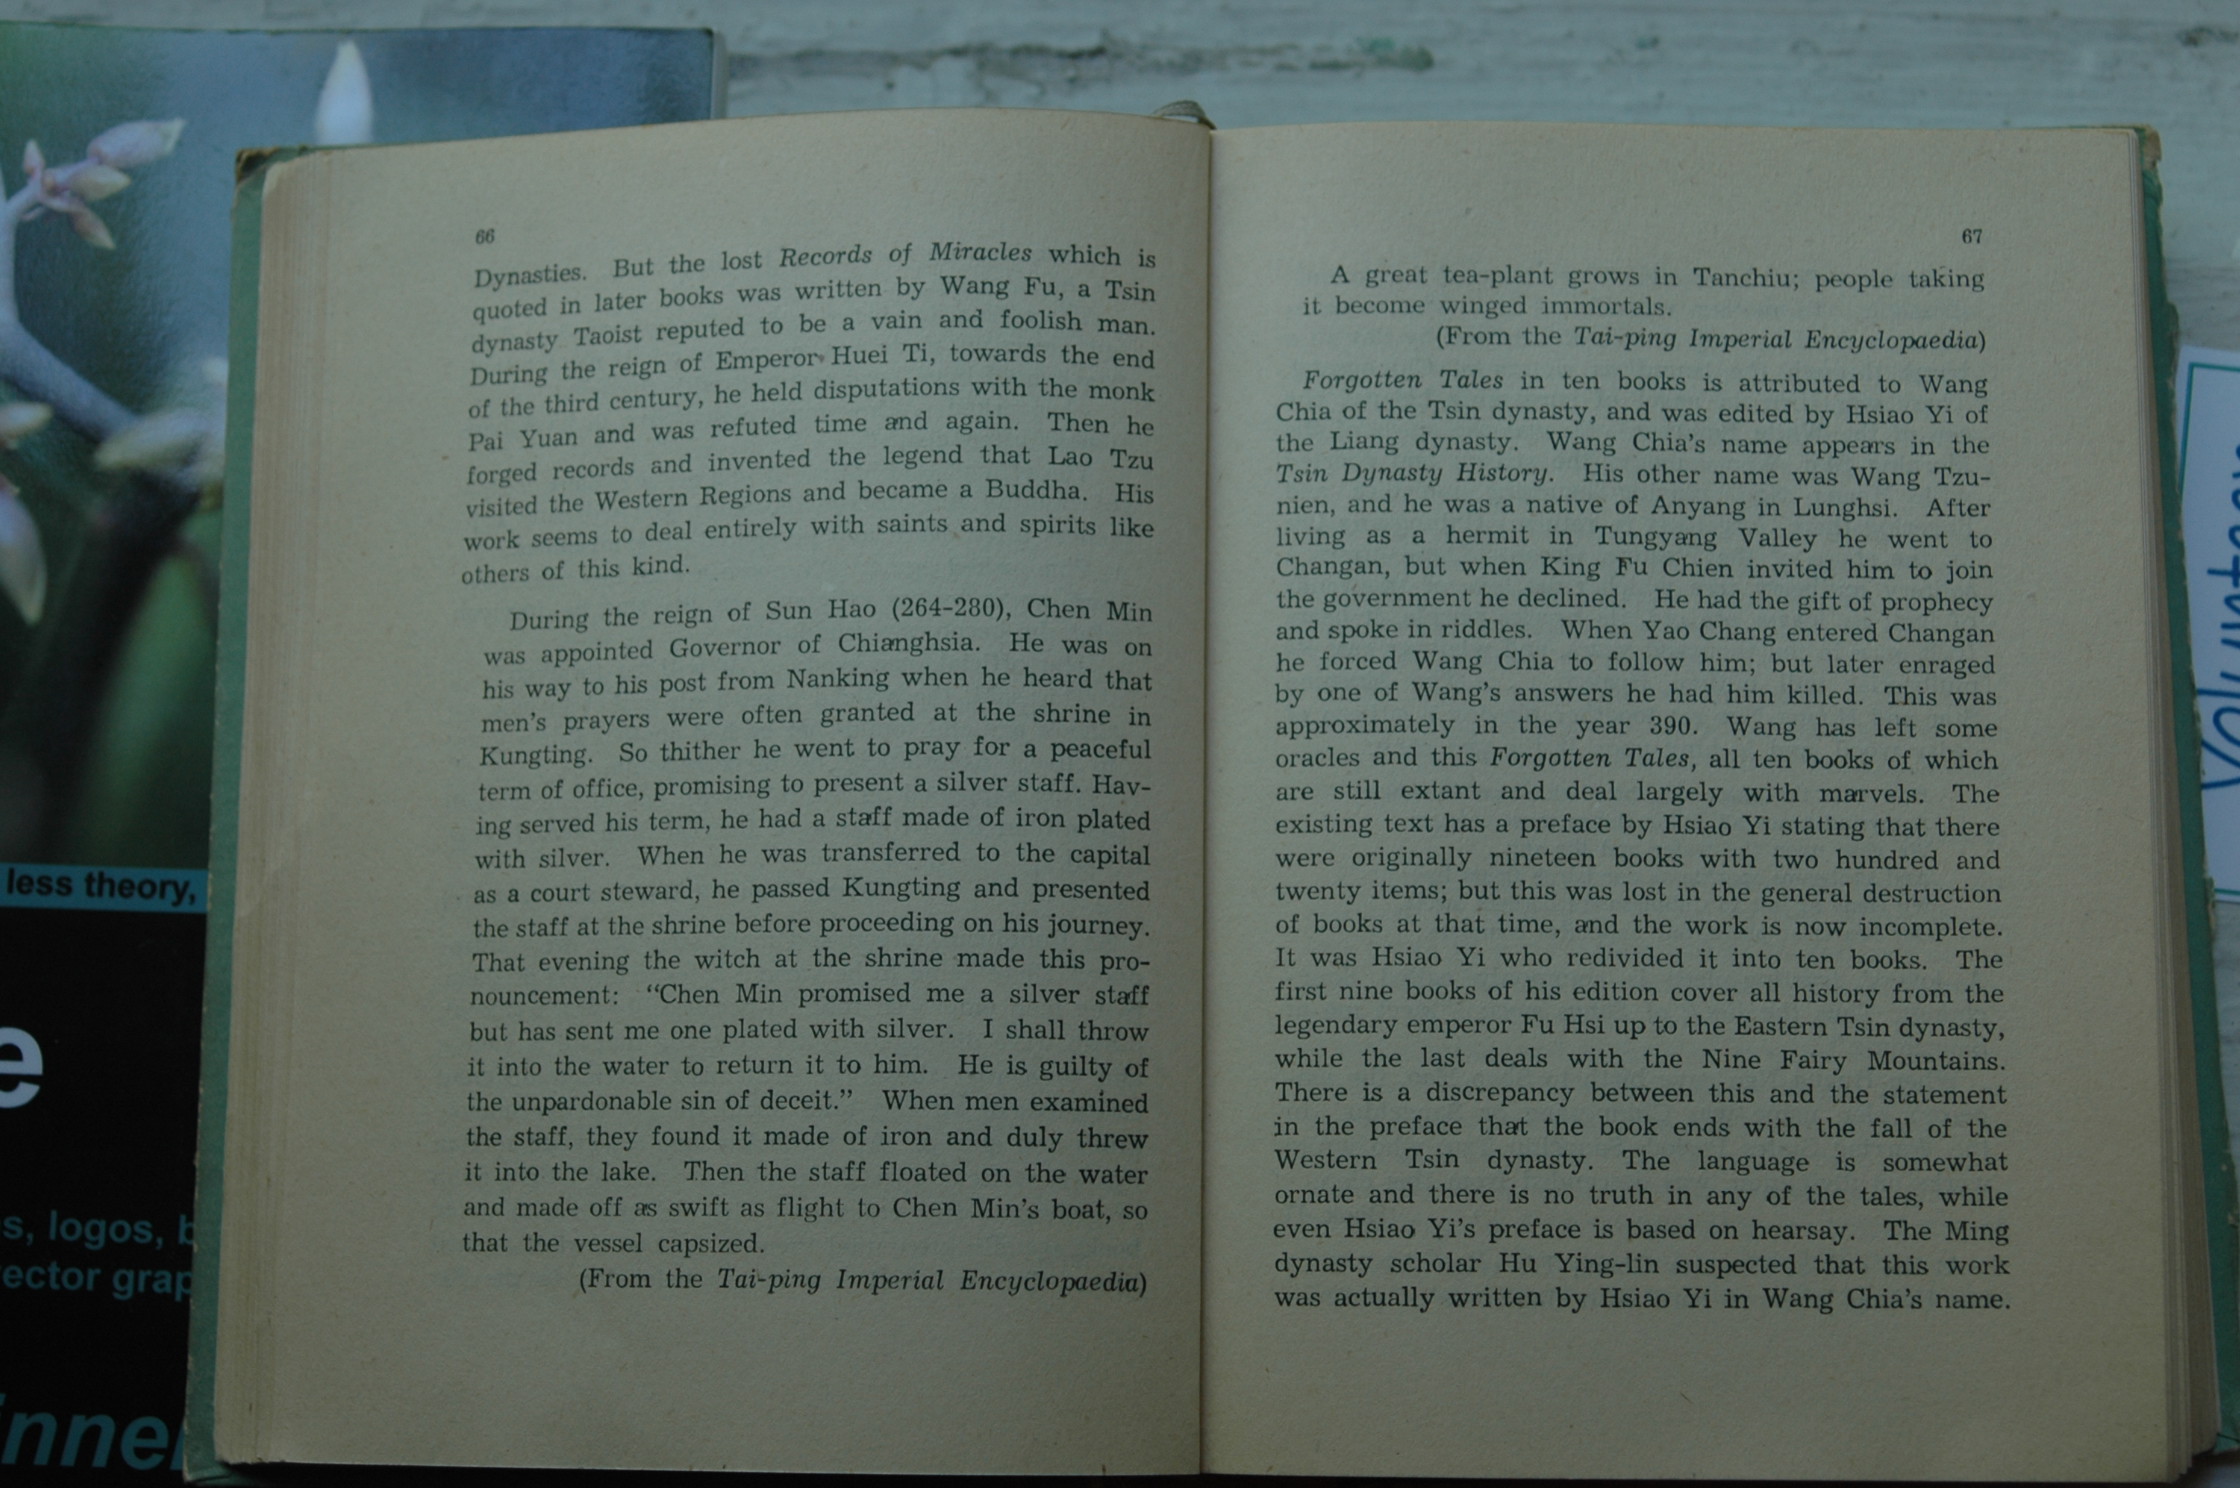 66
Dynasties. But the lost Records of Miracles which is
quoted in later books was written by Wang Fu, a Tsin
dynasty Taoist reputed to be a vain and foolish man.
During the reign of Emperor Huei Ti, towards the end
of the third century, he held disputations with the monk
Pai Yuan and was refuted time and again. Then he
forged records and invented the legend that Lao Tzu
visited the Western Regions and became a Buddha. His
work seems to deal entirely with saints and spirits like
others of this kind.
During the reign of Sun Hao (264-280), Chen Min
was appointed Governor of Chianghsia. He was on
his way to his post from Nanking when he heard that
men's prayers were often granted at the shrine in
Kungting. So thither he went to pray for a peaceful
term of office, promising to present a silver staff. Hav-
ing served his term, he had a staff made of iron plated
with silver. When he was transferred to the capital
as a court steward, he passed Kungting and presented
the staff at the shrine before proceeding on his journey.
That evening the witch at the shrine made this pro-
nouncement: "Chen Min promised me a silver staff
but has sent me one plated with silver. I shall throw
it into the water to return it to him. He is guilty of
the unpardonable sin of deceit." When men examined
the staff, they found it made of iron and duly threw
it into the lake. Then the staff floated on the water
and made off as swift as flight to Chen Min's boat, so
that the vessel capsized.
(From the Tai-ping Imperial Encyclopaedia)
67
A great tea-plant grows in Tanchiu; people taking
it become winged immortals.
(From the Tai-ping Imperial Encyclopaedia)
Forgotten Tales in ten books is attributed to Wang
Chia of the Tsin dynasty, and was edited by Hsiao Yi of
the Liang dynasty. Wang Chia's name appears in the
Tsin Dynasty History. His other name was Wang Tzu-
nien, and he was a native of Anyang in Lunghsi. After
living as a hermit in Tungyang Valley he went to
Changan, but when King Fu Chien invited him to join
the government he declined. He had the gift of prophecy
and spoke in riddles. When Yao Chang entered Changan
he forced Wang Chia to follow him; but later enraged
by one of Wang's answers he had him killed. This was
approximately in the year 390. Wang has left some
oracles and this Forgotten Tales, all ten books of which
are still extant and deal largely with marvels. The
existing text has a preface by Hsiao Yi stating that there
were originally nineteen books with two hundred and
twenty items; but this was lost in the general destruction
of books at that time, and the work is now incomplete.
It was Hsiao Yi who redivided it into ten books. The
first nine books of his edition cover all history from the
legendary emperor Fu Hsi up to the Eastern Tsin dynasty,
while the last deals with the Nine Fairy Mountains.
There is a discrepancy between this and the statement
in the preface that the book ends with the fall of the
Western Tsin dynasty. The language is somewhat
ornate and there is no truth in any of the tales, while
even Hsiao Yi's preface is based on hearsay. The Ming
dynasty scholar Hu Ying-lin suspected that this work
was actually written by Hsiao Yi in Wang Chia's name.
less theory,
e
s, logos, b
ector grap
inne